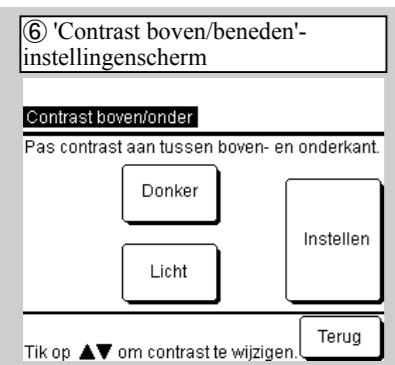 ⑥ 'Contrast boven/beneden'-
instellingenscherm
Contrast boven/onder
Pas contrast aan tussen boven- en onderkant.
Donker
Instellen
Licht
Terug
Tik op ▲▼ om contrast te wijzigen.